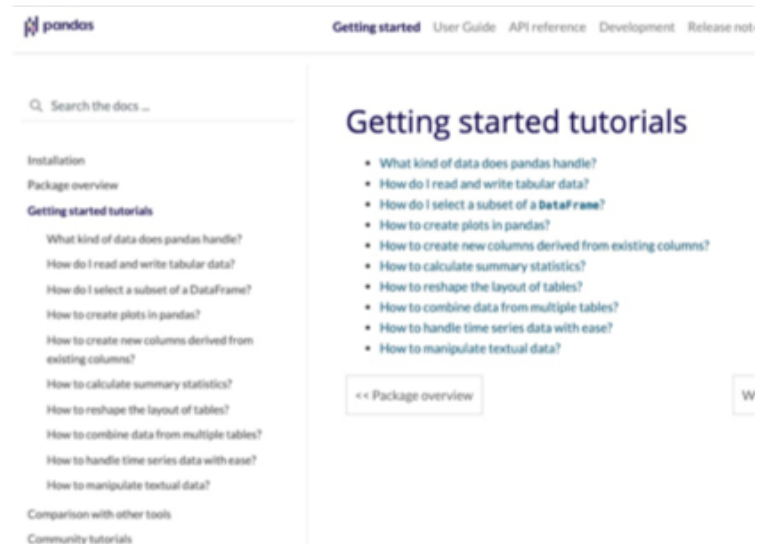 pandas
Getting started User Guide API reference Development Release
Search the docs ...
Installation
Package overview
Getting started tutorials
What kind of data does pandas handle?
How do I read and write tabular data?
How do I select a subset of a DataFrame?
How to create plots in pandas?
How to create new columns derived from
existing columns?
How to calculate summary statistics?
How to reshape the layout of tables?
How to combine data from multiple tables?
How to handle time series data with ease?
How to manipulate textual data?
Comparison with other tools
Community tutorials
Getting started tutorials
What kind of data does pandas handle?
How do I read and write tabular data?
How do I select a subset of a DataFrame?
How to create plots in pandas?
How to create new columns derived from existing columns?
How to calculate summary statistics?
How to reshape the layout of tables?
How to combine data from multiple tables?
How to handle time series data with ease?
How to manipulate textual data?
<< Package overview